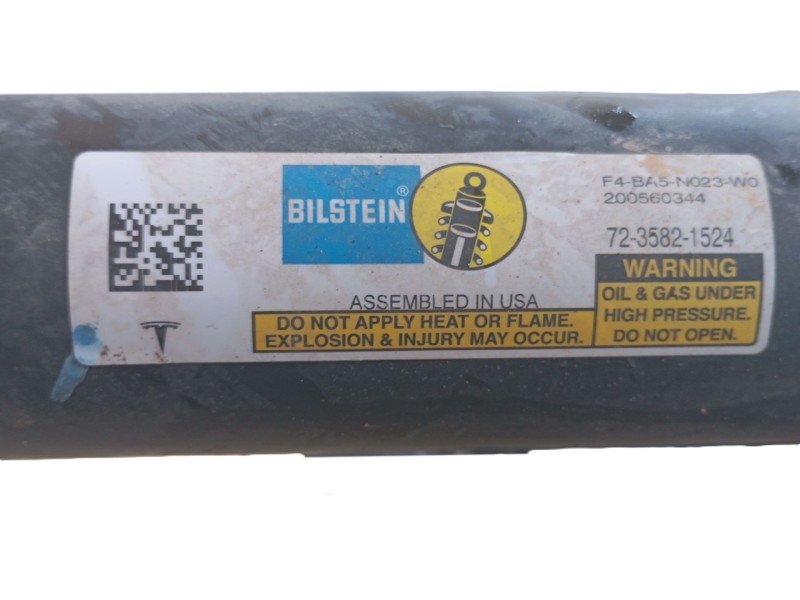 BILSTEIN®
F4-BA5-N023-W0
200560344
72-3582-1524
ASSEMBLED IN USA
DO NOT APPLY HEAT OR FLAME.
EXPLOSION & INJURY MAY OCCUR.
WARNING
OIL & GAS UNDER
HIGH PRESSURE.
DO NOT OPEN.